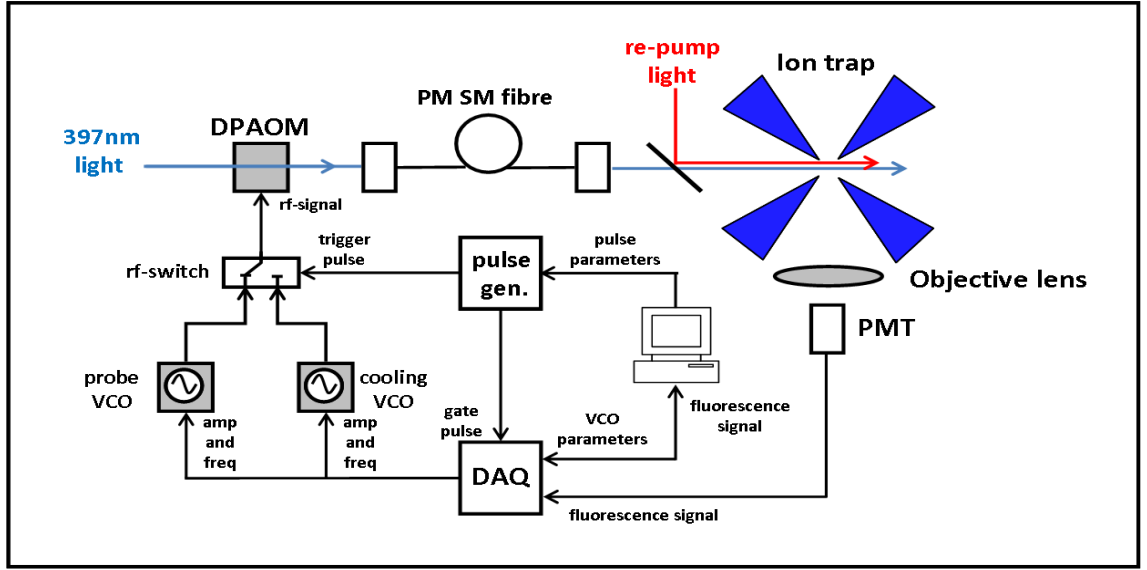 re-pump
light
Ion trap
PM SM fibre
DPAOM
397nm
light
rf-signal
trigger
pulse
pulse
gen.
pulse
parameters
rf-switch
Objective lens
PMT
probe
VCO
cooling
VCO
fluorescence
signal
amp
and
freq
amp
and
freq
gate
pulse
VCO
parameters
DAQ
fluorescence signal